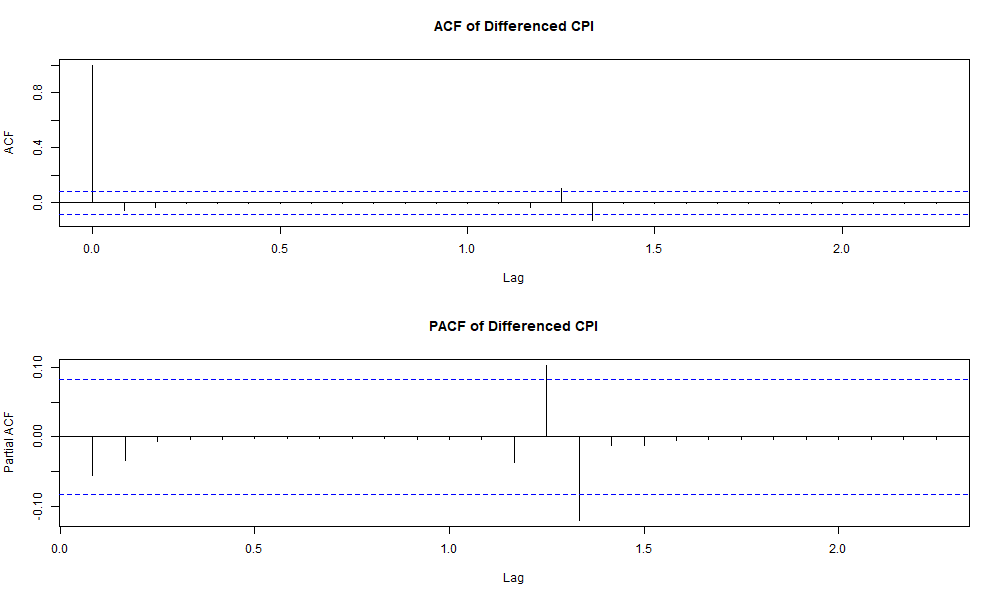 ACF of Differenced CPI
ACF
0.0 0.4 0.8
0.0 0.5 1.0 1.5 2.0
Lag
PACF of Differenced CPI
Partial ACF
-0.10 0.00 0.10
0.0 0.5 1.0 1.5 2.0
Lag